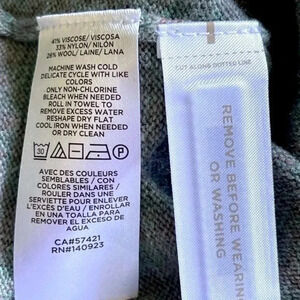 41% VISCOSE/ VISCOSA
33% NYLON/ NILÓN
26% WOOL/ LAINE/ LANA
MACHINE WASH COLD
DELICATE CYCLE WITH LIKE
COLORS
ONLY NON-CHLORINE
BLEACH WHEN NEEDED
ROLL IN TOWEL TO
REMOVE EXCESS WATER
RESHAPE DRY FLAT
COOL IRON WHEN NEEDED
OR DRY CLEAN
P
AVEC DES COULEURS
SEMBLABLES / CON
COLORES SIMILARES /
ROULER DANS UNE
SERVIETTE POUR ENLEVER
L'EXCÈS D'EAU / ENROLLAR
EN UNA TOALLA PARA
REMOVER EL EXCESO DE
AGUA
CA#57421
RN#140923
CUT ALONG DOTTED LINE
REMOVE BEFORE WEARING
OR WASHING